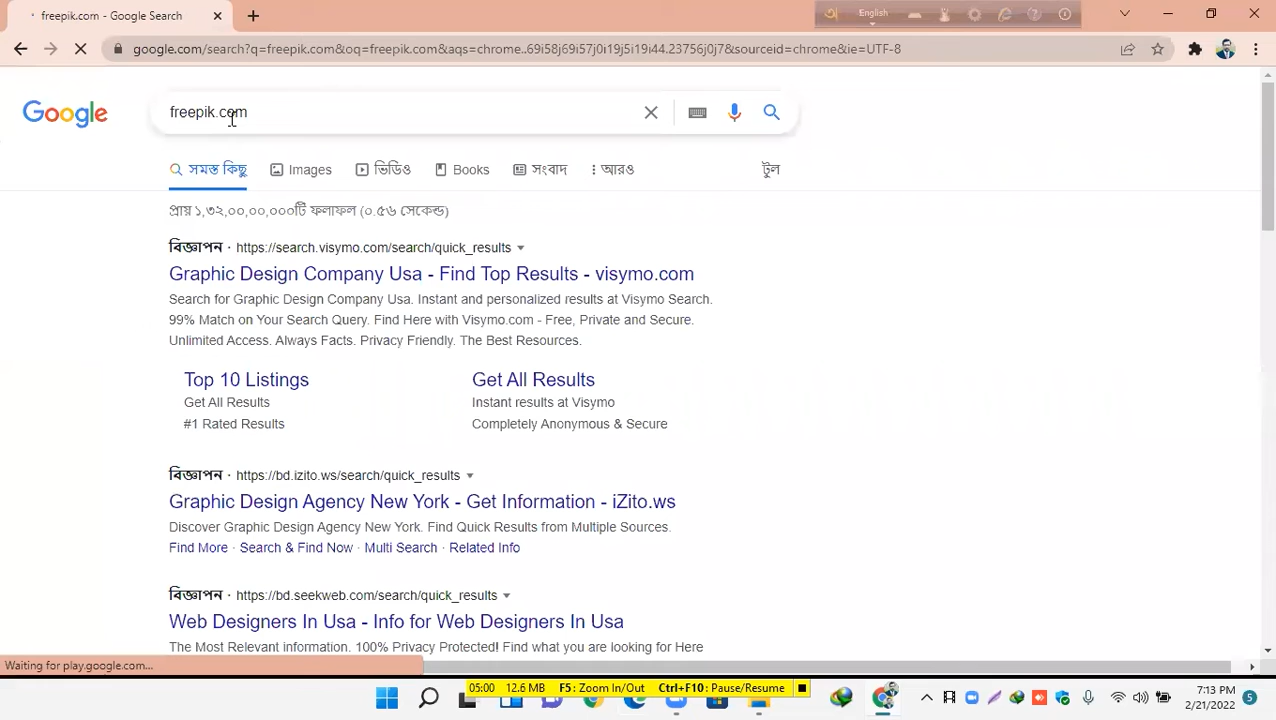 freepik.com - Google Search
English
google.com/search?q=freepik.com&oq=freepik.com&aqs=chrome..69i58j69i57j0i19j5i19i44.23756j0j7&sourceid=chrome&ie=UTF-8
Google
freepik.com
সমস্ত কিছু Images ভিডিও Books সংবাদ আরও টুল
প্রায় ১,৩২,০০,০০,০০০টি ফলাফল (০.৫৬ সেকেন্ড)
বিজ্ঞাপন · https://search.visymo.com/search/quick_results
Graphic Design Company Usa - Find Top Results - visymo.com
Search for Graphic Design Company Usa. Instant and personalized results at Visymo Search.
99% Match on Your Search Query. Find Here with Visymo.com - Free, Private and Secure.
Unlimited Access. Always Facts. Privacy Friendly. The Best Resources.
Top 10 Listings Get All Results
Get All Results Instant results at Visymo
#1 Rated Results Completely Anonymous & Secure
বিজ্ঞাপন · https://bd.izito.ws/search/quick_results
Graphic Design Agency New York - Get Information - iZito.ws
Discover Graphic Design Agency New York. Find Quick Results from Multiple Sources.
Find More · Search & Find Now · Multi Search · Related Info
বিজ্ঞাপন · https://bd.seekweb.com/search/quick_results
Web Designers In Usa - Info for Web Designers In Usa
The Most Relevant information. 100% Privacy Protected! Find what you are looking for Here
Waiting for play.google.com...
05:00 12.6 MB F5: Zoom In/Out Ctrl+F10: Pause/Resume
7:13 PM
2/21/2022
5